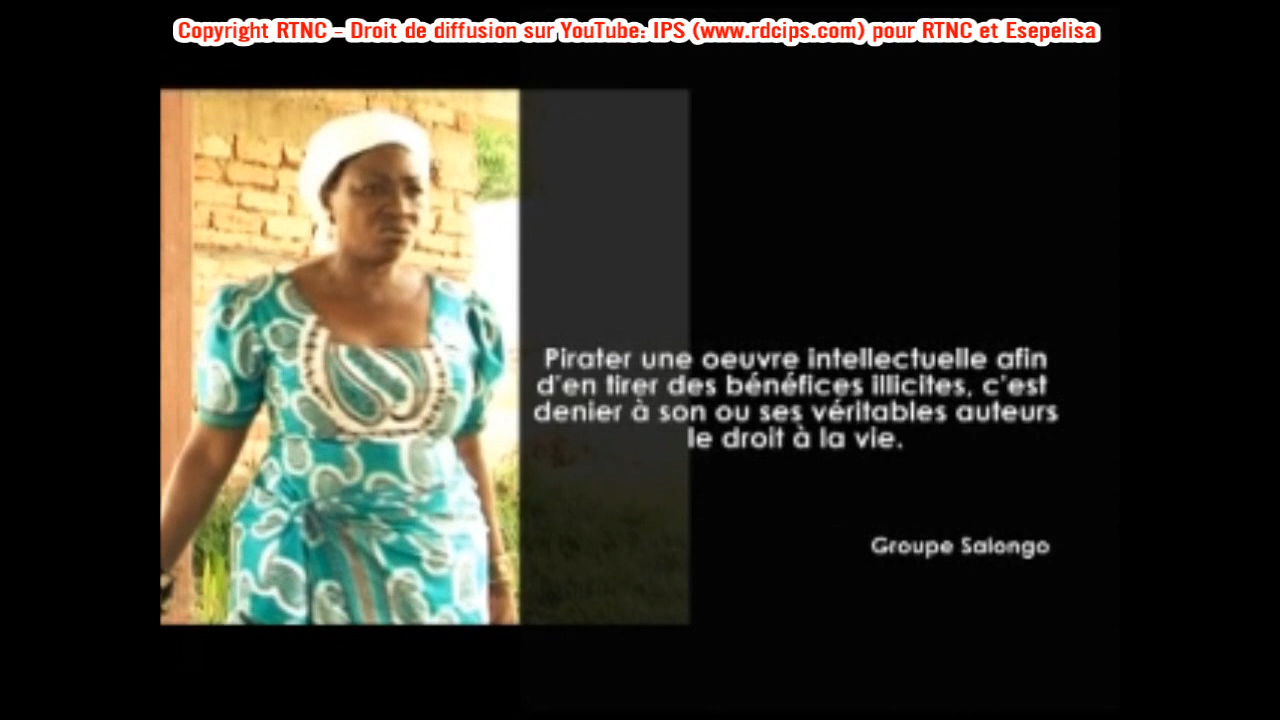 Copyright RTNC - Droit de diffusion sur YouTube: IPS (www.rdcips.com) pour RTNC et Esepelisa
Pirater une oeuvre intellectuelle afin
d'en tirer des bénéfices illicites, c'est
denier à son ou ses véritables auteurs
le droit à la vie.
Groupe Salongo